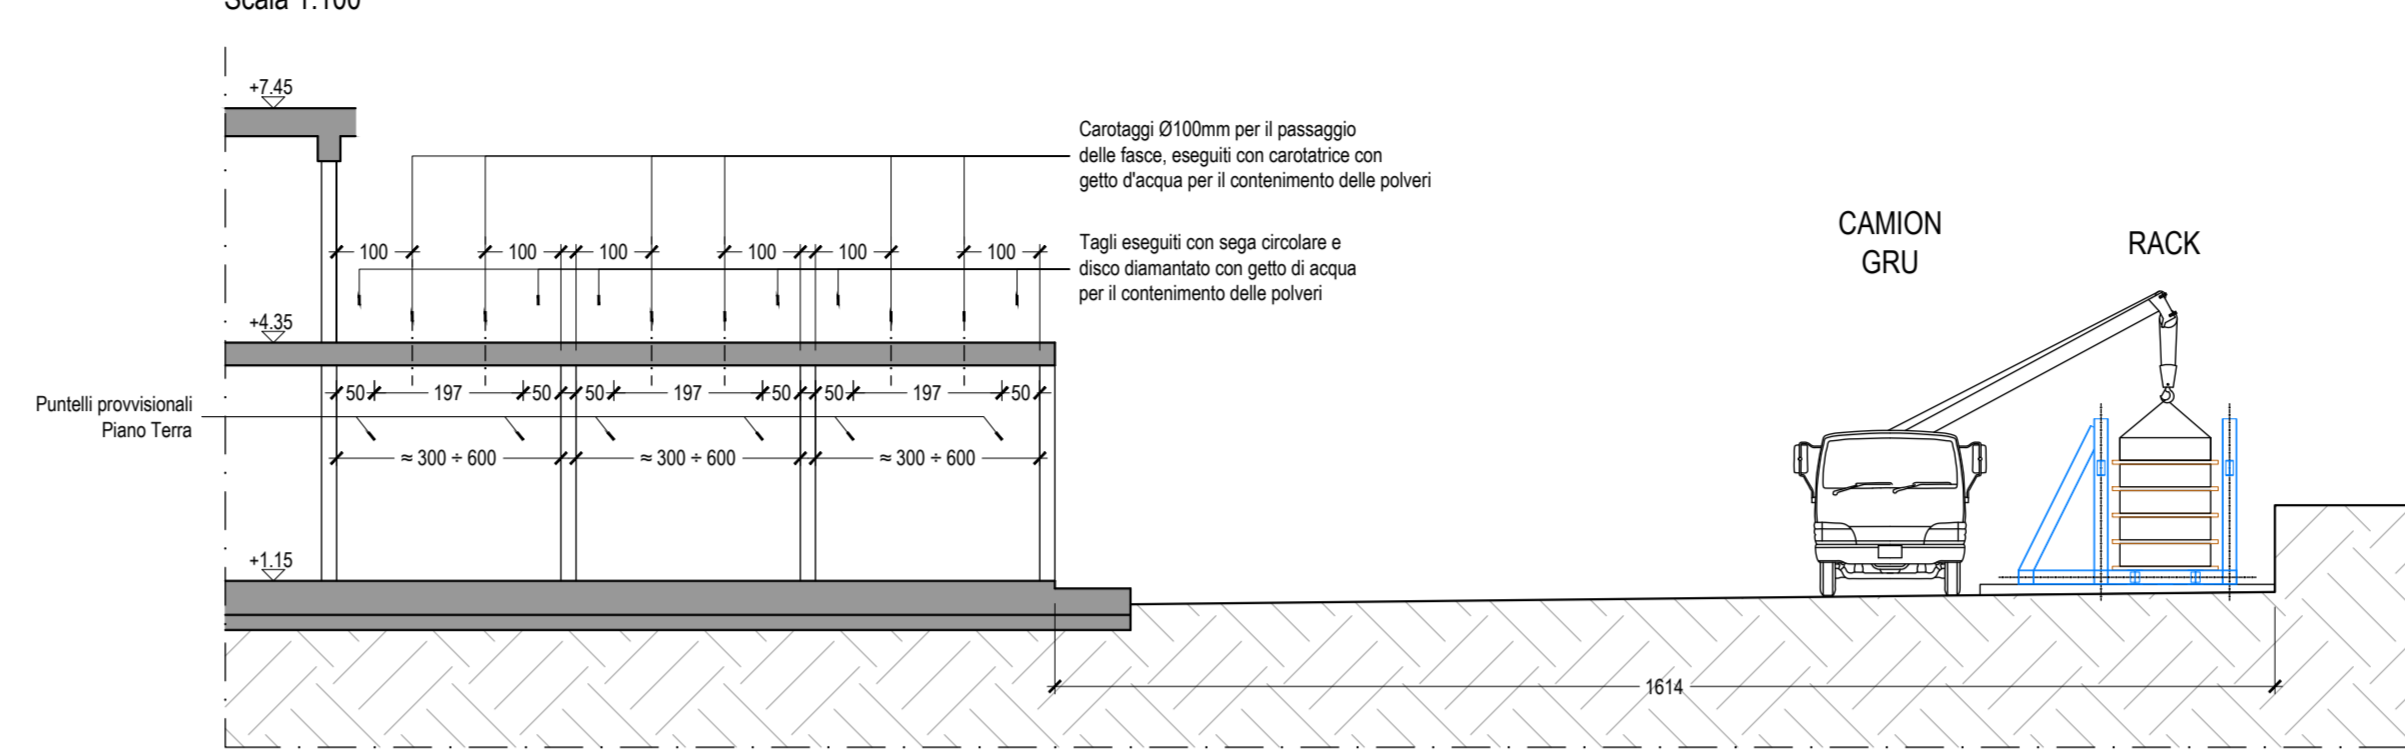 Scala 1:100
+7.45
Carotaggi Ø100mm per il passaggio
delle fasce, eseguiti con carotatrice con
getto d'acqua per il contenimento delle polveri
CAMION
GRU
RACK
Tagli eseguiti con sega circolare e
disco diamantato con getto di acqua
per il contenimento delle polveri
100 100 100 100 100 100
+4.35
50 197 50 50 197 50 50 197 50
Puntelli provvisionali
Piano Terra
≈ 300 ÷ 600 ≈ 300 ÷ 600 ≈ 300 ÷ 600
+1.15
1614